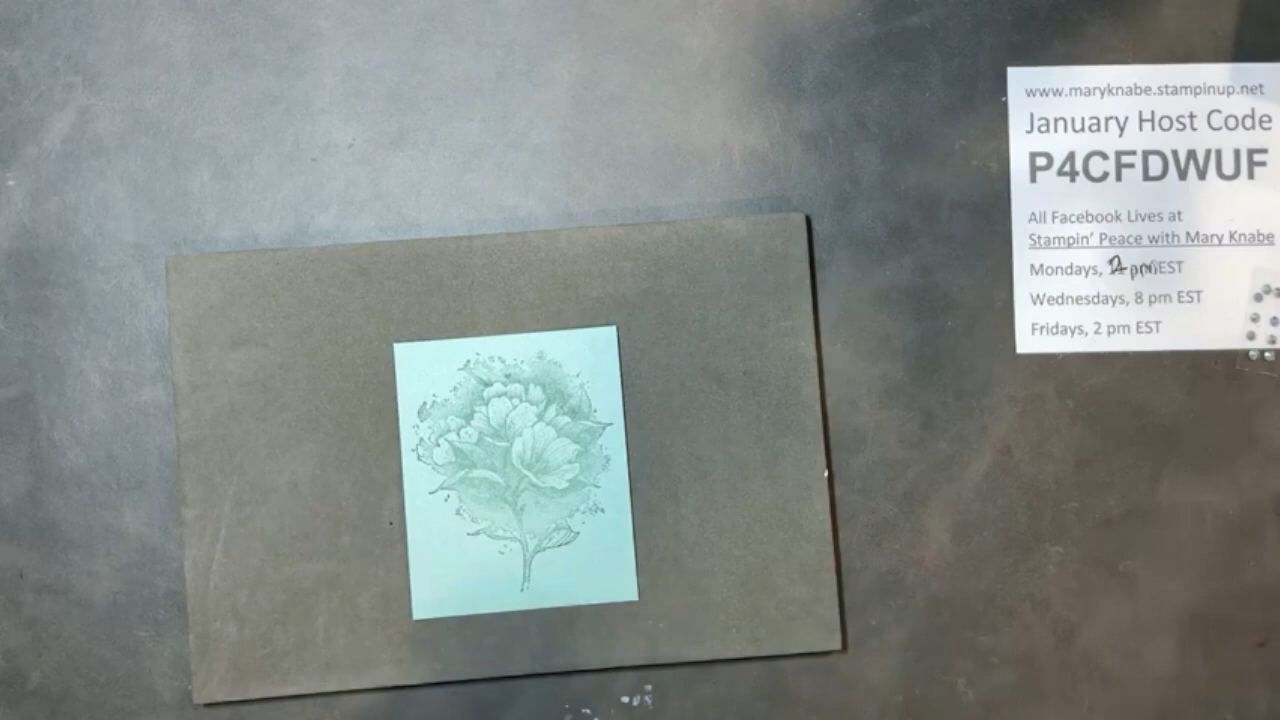 www.maryknabe.stampinup.net
January Host Code
P4CFDWUF
All Facebook Lives at
Stampin' Peace with Mary Knabe
Mondays, 12 pm EST
Wednesdays, 8 pm EST
Fridays, 2 pm EST